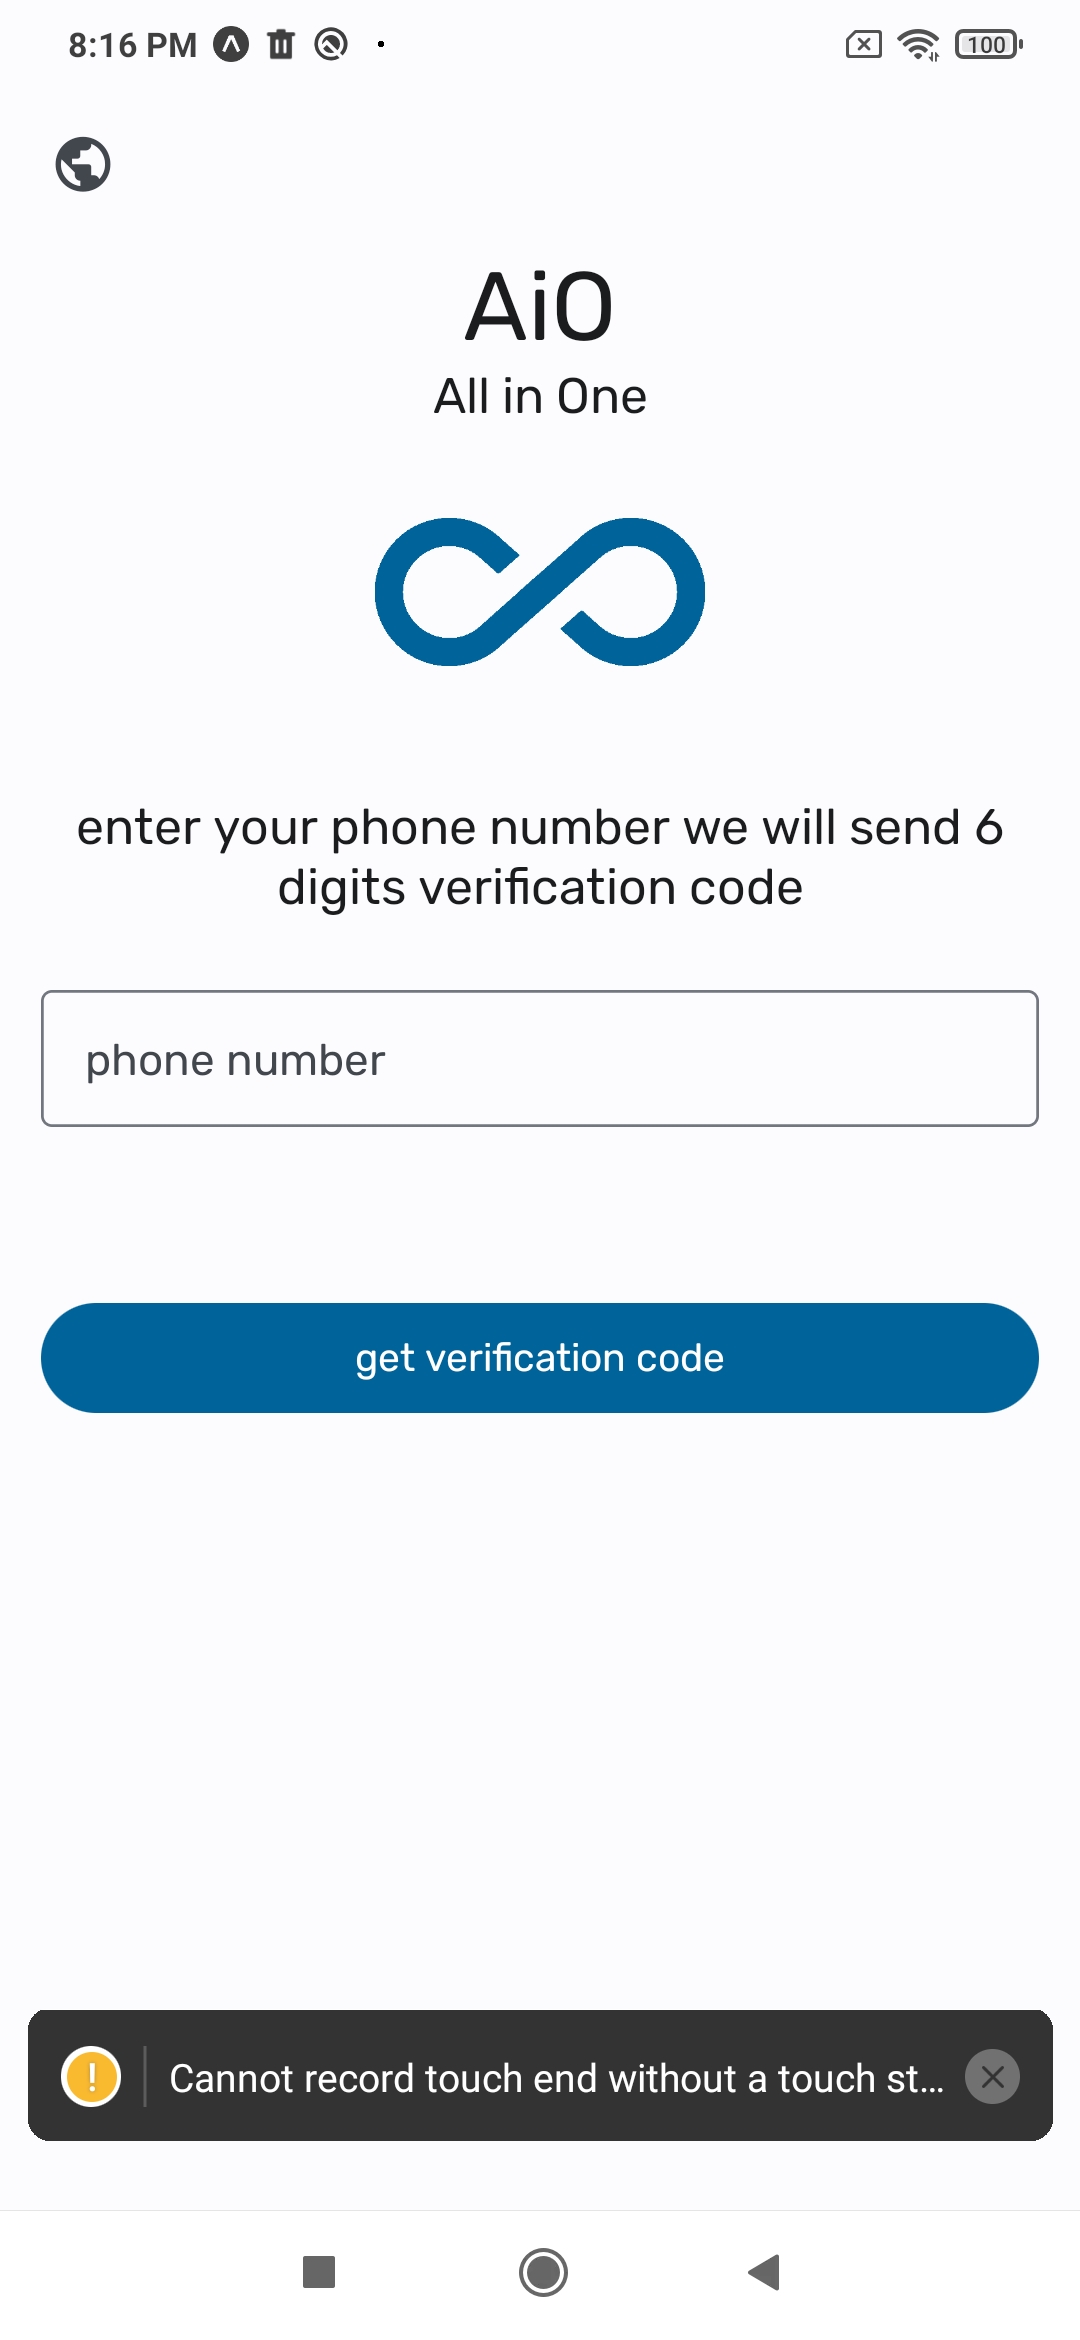 8:16 PM
100
AiO
All in One
enter your phone number we will send 6
digits verification code
phone number
get verification code
Cannot record touch end without a touch st...